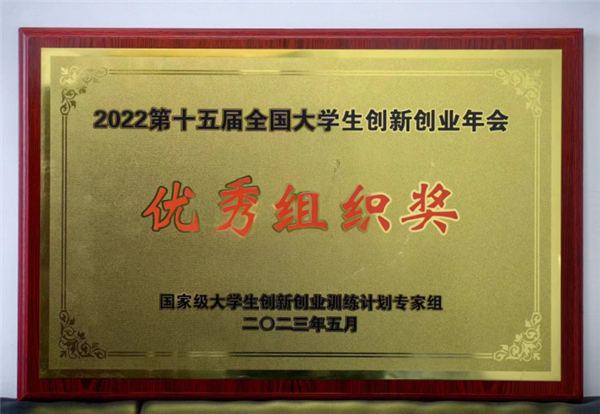 2022第十五届全国大学生创新创业年会
优秀组织奖
国家级大学生创新创业训练计划专家组
二〇二三年五月